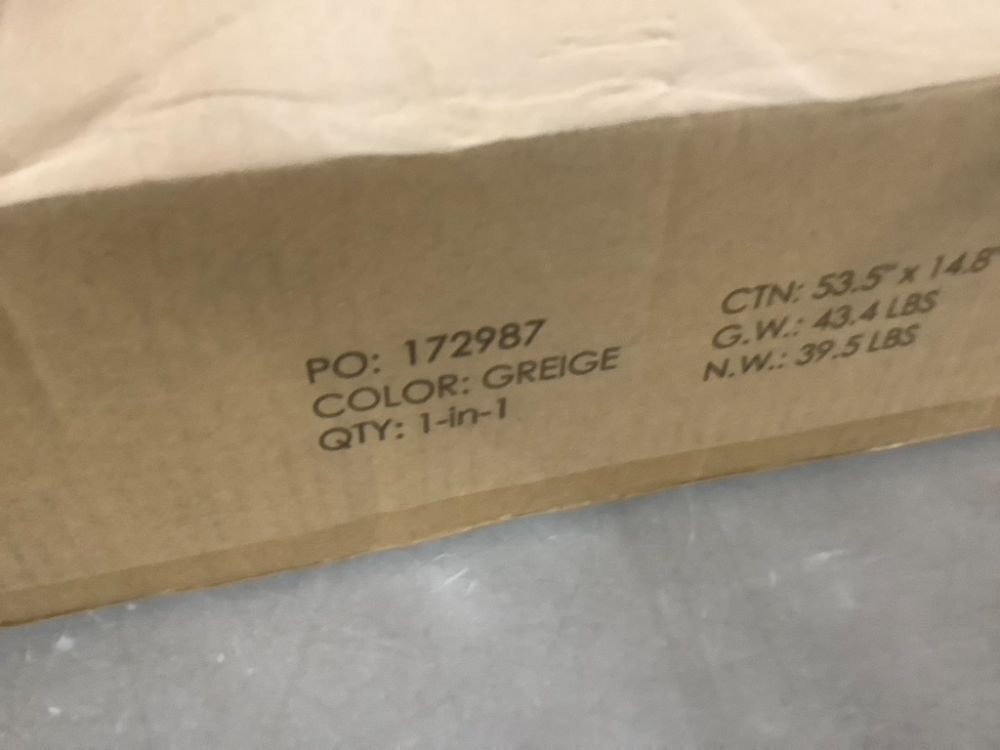 PO: 172987
COLOR: GREIGE
QTY: 1-in-1
CTN: 53.5" x 14.8"
G.W.: 43.4 LBS
N.W.: 39.5 LBS